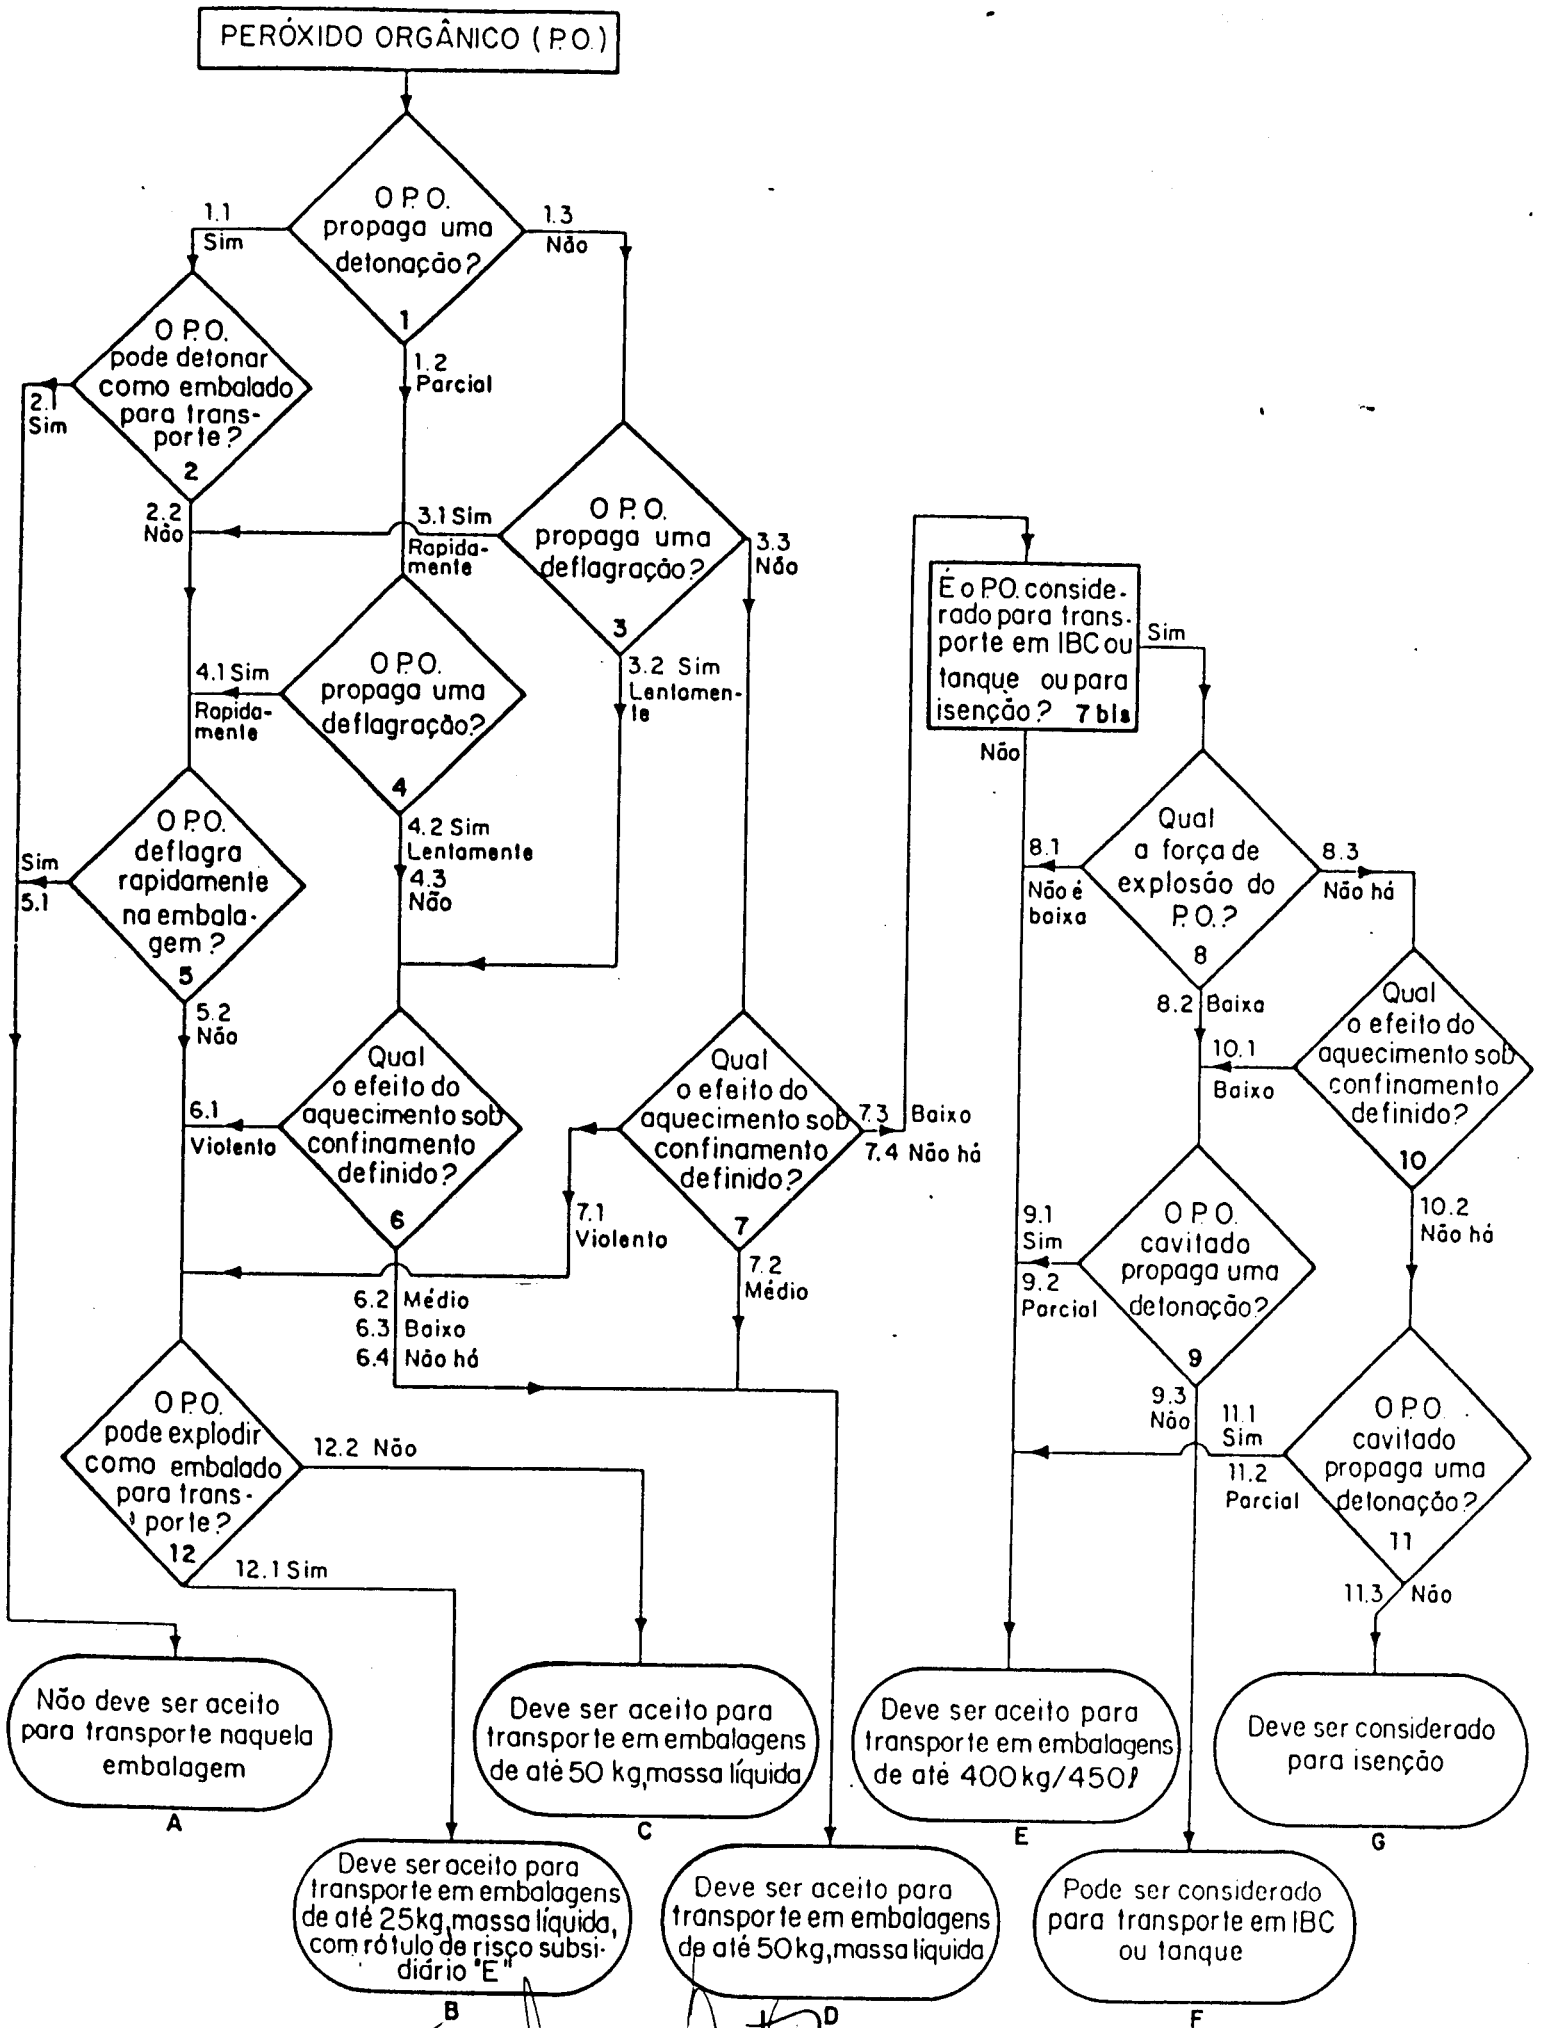 PERÓXIDO ORGÂNICO (P.O.)
O P.O.
propaga uma
detonação?
1
1.1
Sim
1.2
Parcial
1.3
Não
O P.O.
pode detonar
como embalado
para trans-
porte?
2
2.1
Sim
2.2
Não
O P.O.
propaga uma
deflagração?
3
3.1 Sim
Rapida-
mente
3.2 Sim
Lentamen-
te
3.3
Não
O P.O.
propaga uma
deflagração?
4
4.1 Sim
Rapida-
mente
4.2 Sim
Lentamente
4.3
Não
O P.O.
deflagra
rapidamente
na embala-
gem?
5
Sim
5.1
5.2
Não
Qual
o efeito do
aquecimento sob
confinamento
definido?
6
6.1
Violento
6.2 Médio
6.3 Baixo
6.4 Não há
Qual
o efeito do
aquecimento sob
confinamento
definido?
7
7.1
Violento
7.2
Médio
7.3 Baixo
7.4 Não há
É o P.O. conside-
rado para trans-
porte em IBC ou
tanque ou para
isenção? 7 bis
Sim
Não
Qual
a força de
explosão do
P.O.?
8
8.1
Não é
baixa
8.2 Baixa
8.3
Não há
O P.O.
cavitado
propaga uma
detonação?
9
9.1
Sim
9.2
Parcial
9.3
Não
Qual
o efeito do
aquecimento sob
confinamento
definido?
10
10.1
Baixo
10.2
Não há
O P.O.
cavitado
propaga uma
detonação?
11
11.1
Sim
11.2
Parcial
11.3 Não
O P.O.
pode explodir
como embalado
para trans-
porte?
12
12.1 Sim
12.2 Não
Não deve ser aceito
para transporte naquela
embalagem
A
Deve ser aceito para
transporte em embalagens
de até 25kg, massa líquida,
com rótulo de risco subsi-
diário "E"
B
Deve ser aceito para
transporte em embalagens
de até 50 kg, massa líquida
C
Deve ser aceito para
transporte em embalagens
de até 50kg, massa líquida
D
Deve ser aceito para
transporte em embalagens
de até 400kg/450ℓ
E
Pode ser considerado
para transporte em IBC
ou tanque
F
Deve ser considerado
para isenção
G